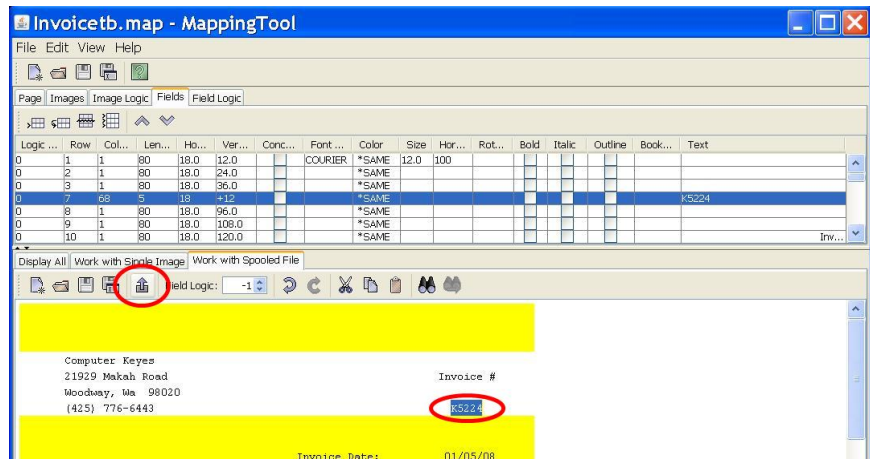 Invoicetb.map - MappingTool
File Edit View Help
Page Images Image Logic Fields Field Logic
Logic ... Row Col... Len... Ho... Ver... Conc... Font ... Color Size Hor... Rot... Bold Italic Outline Book... Text
0 1 1 80 18.0 12.0 COURIER *SAME 12.0 100
0 2 1 80 18.0 24.0 *SAME
0 3 1 80 18.0 36.0 *SAME
0 7 68 5 18 +12 *SAME K5224
0 8 1 80 18.0 96.0 *SAME
0 9 1 80 18.0 108.0 *SAME
0 10 1 80 18.0 120.0 *SAME Inv...
Display All Work with Single Image Work with Spooled File
Field Logic: -1
Computer Keyes
21929 Makah Road Invoice #
Woodway, Wa 98020
(425) 776-6443 K5224
Invoice Date: 01/05/08